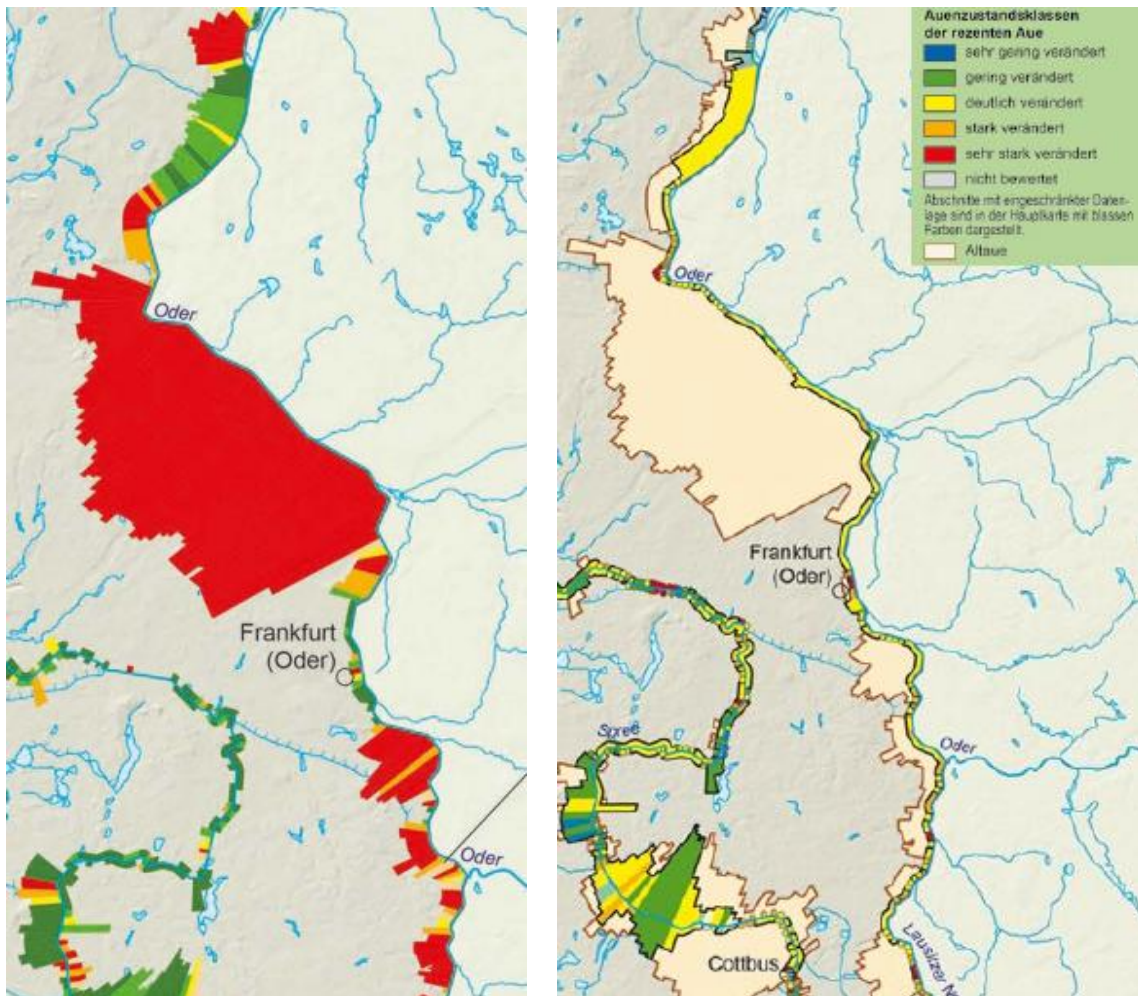 Oder
Frankfurt
(Oder)
Oder
Auenzustandsklassen
der rezenten Aue
sehr gering verändert
gering verändert
deutlich verändert
stark verändert
sehr stark verändert
nicht bewertet
Abschnitte mit eingeschränkter Daten-
lage sind in der Hauptkarte mit blassen
Farben dargestellt.
Altaue
Oder
Frankfurt
(Oder)
Spree
Oder
Cottbus
Lausitzer